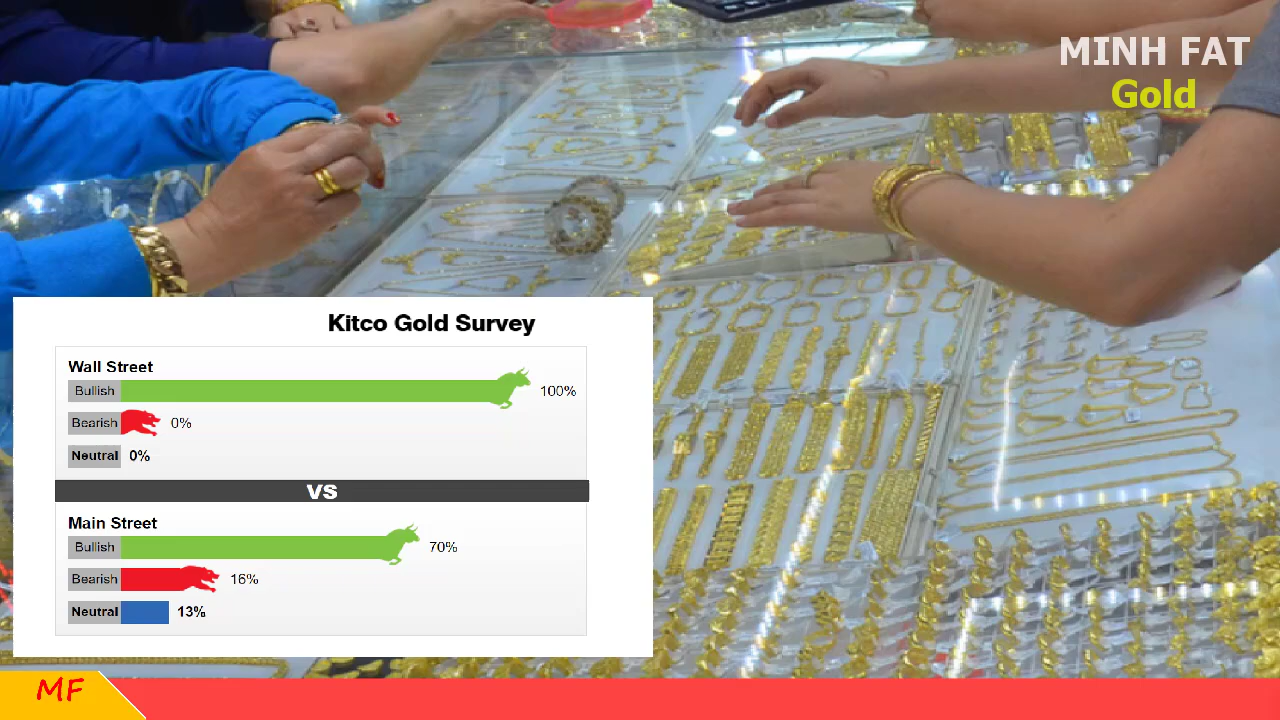 MINH FAT
Gold
Kitco Gold Survey
Wall Street
Bullish 100%
Bearish 0%
Neutral 0%
VS
Main Street
Bullish 70%
Bearish 16%
Neutral 13%
MF